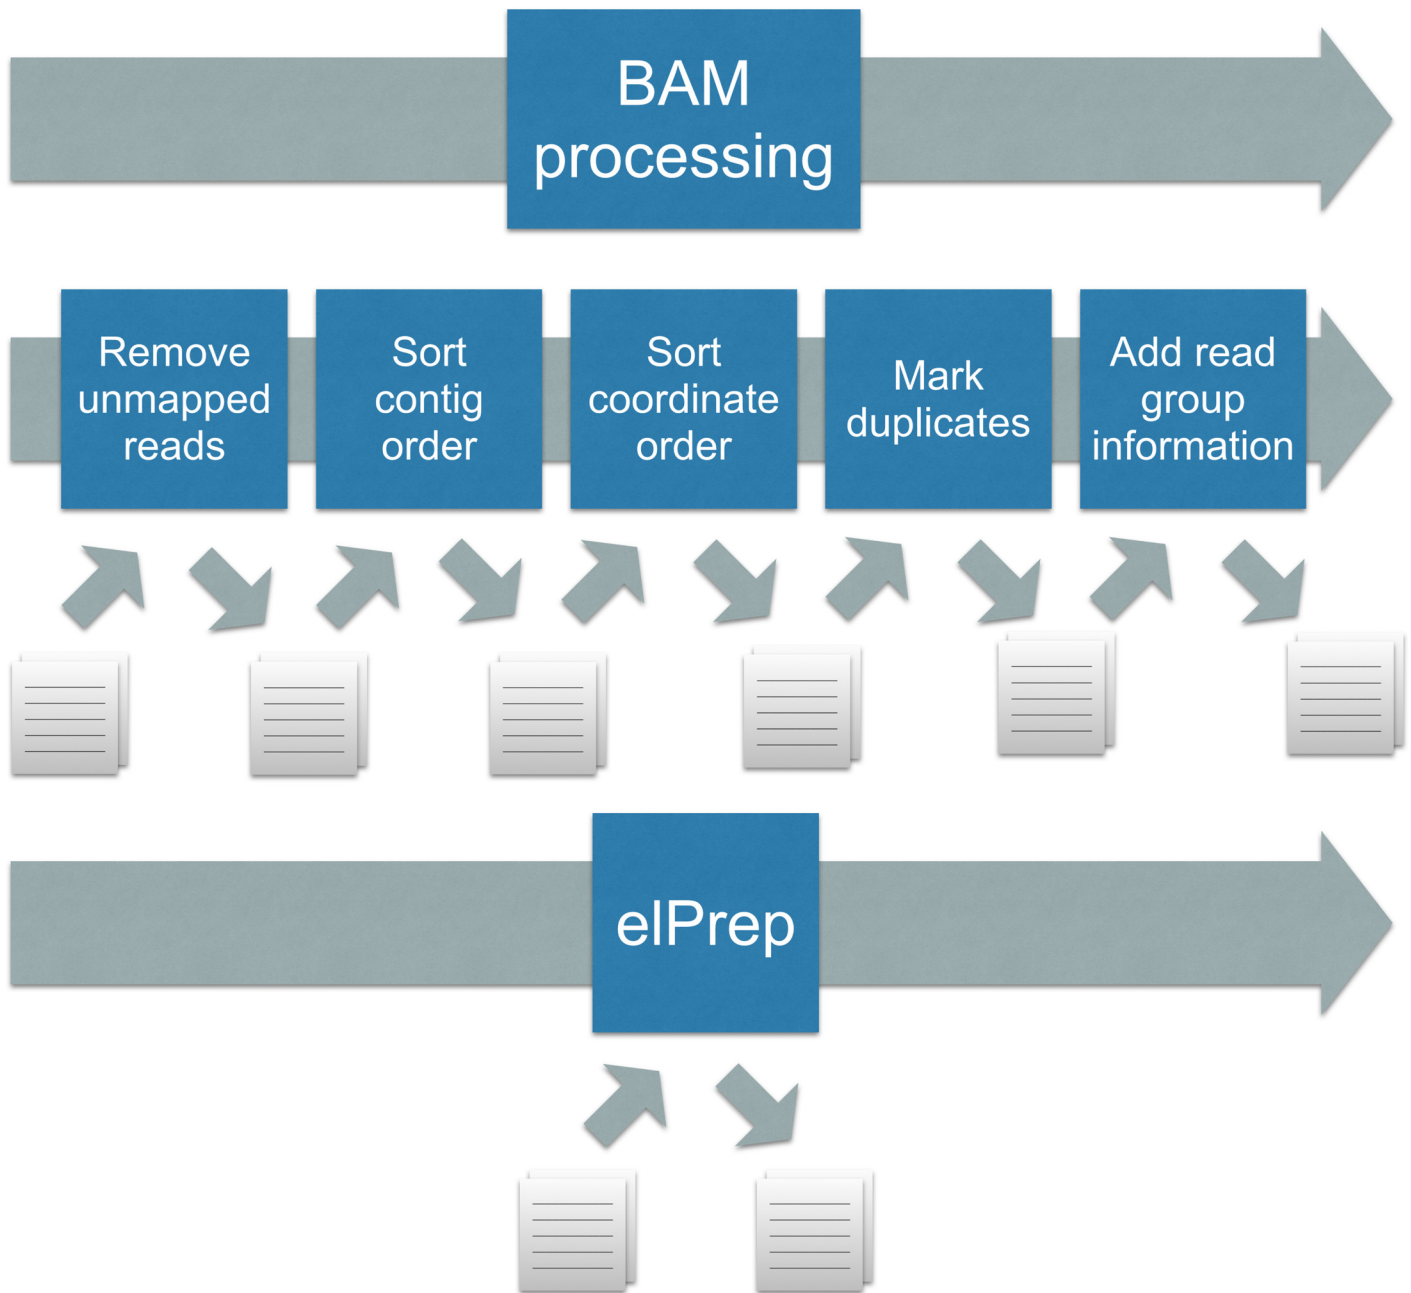 BAM
processing
Remove
unmapped
reads
Sort
contig
order
Sort
coordinate
order
Mark
duplicates
Add read
group
information
elPrep